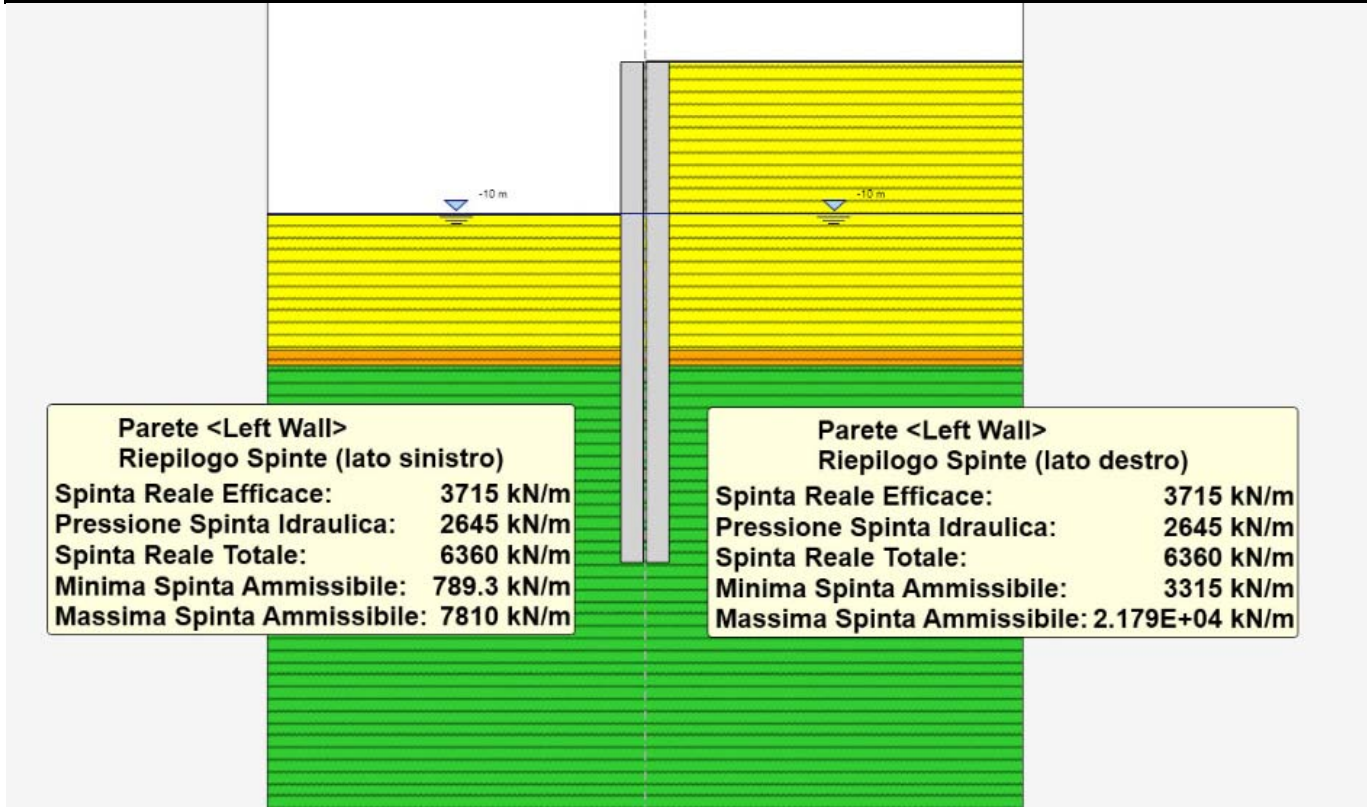 -10 m
-10 m
Parete <Left Wall>
Riepilogo Spinte (lato sinistro)
Spinta Reale Efficace: 3715 kN/m
Pressione Spinta Idraulica: 2645 kN/m
Spinta Reale Totale: 6360 kN/m
Minima Spinta Ammissibile: 789.3 kN/m
Massima Spinta Ammissibile: 7810 kN/m
Parete <Left Wall>
Riepilogo Spinte (lato destro)
Spinta Reale Efficace: 3715 kN/m
Pressione Spinta Idraulica: 2645 kN/m
Spinta Reale Totale: 6360 kN/m
Minima Spinta Ammissibile: 3315 kN/m
Massima Spinta Ammissibile: 2.179E+04 kN/m